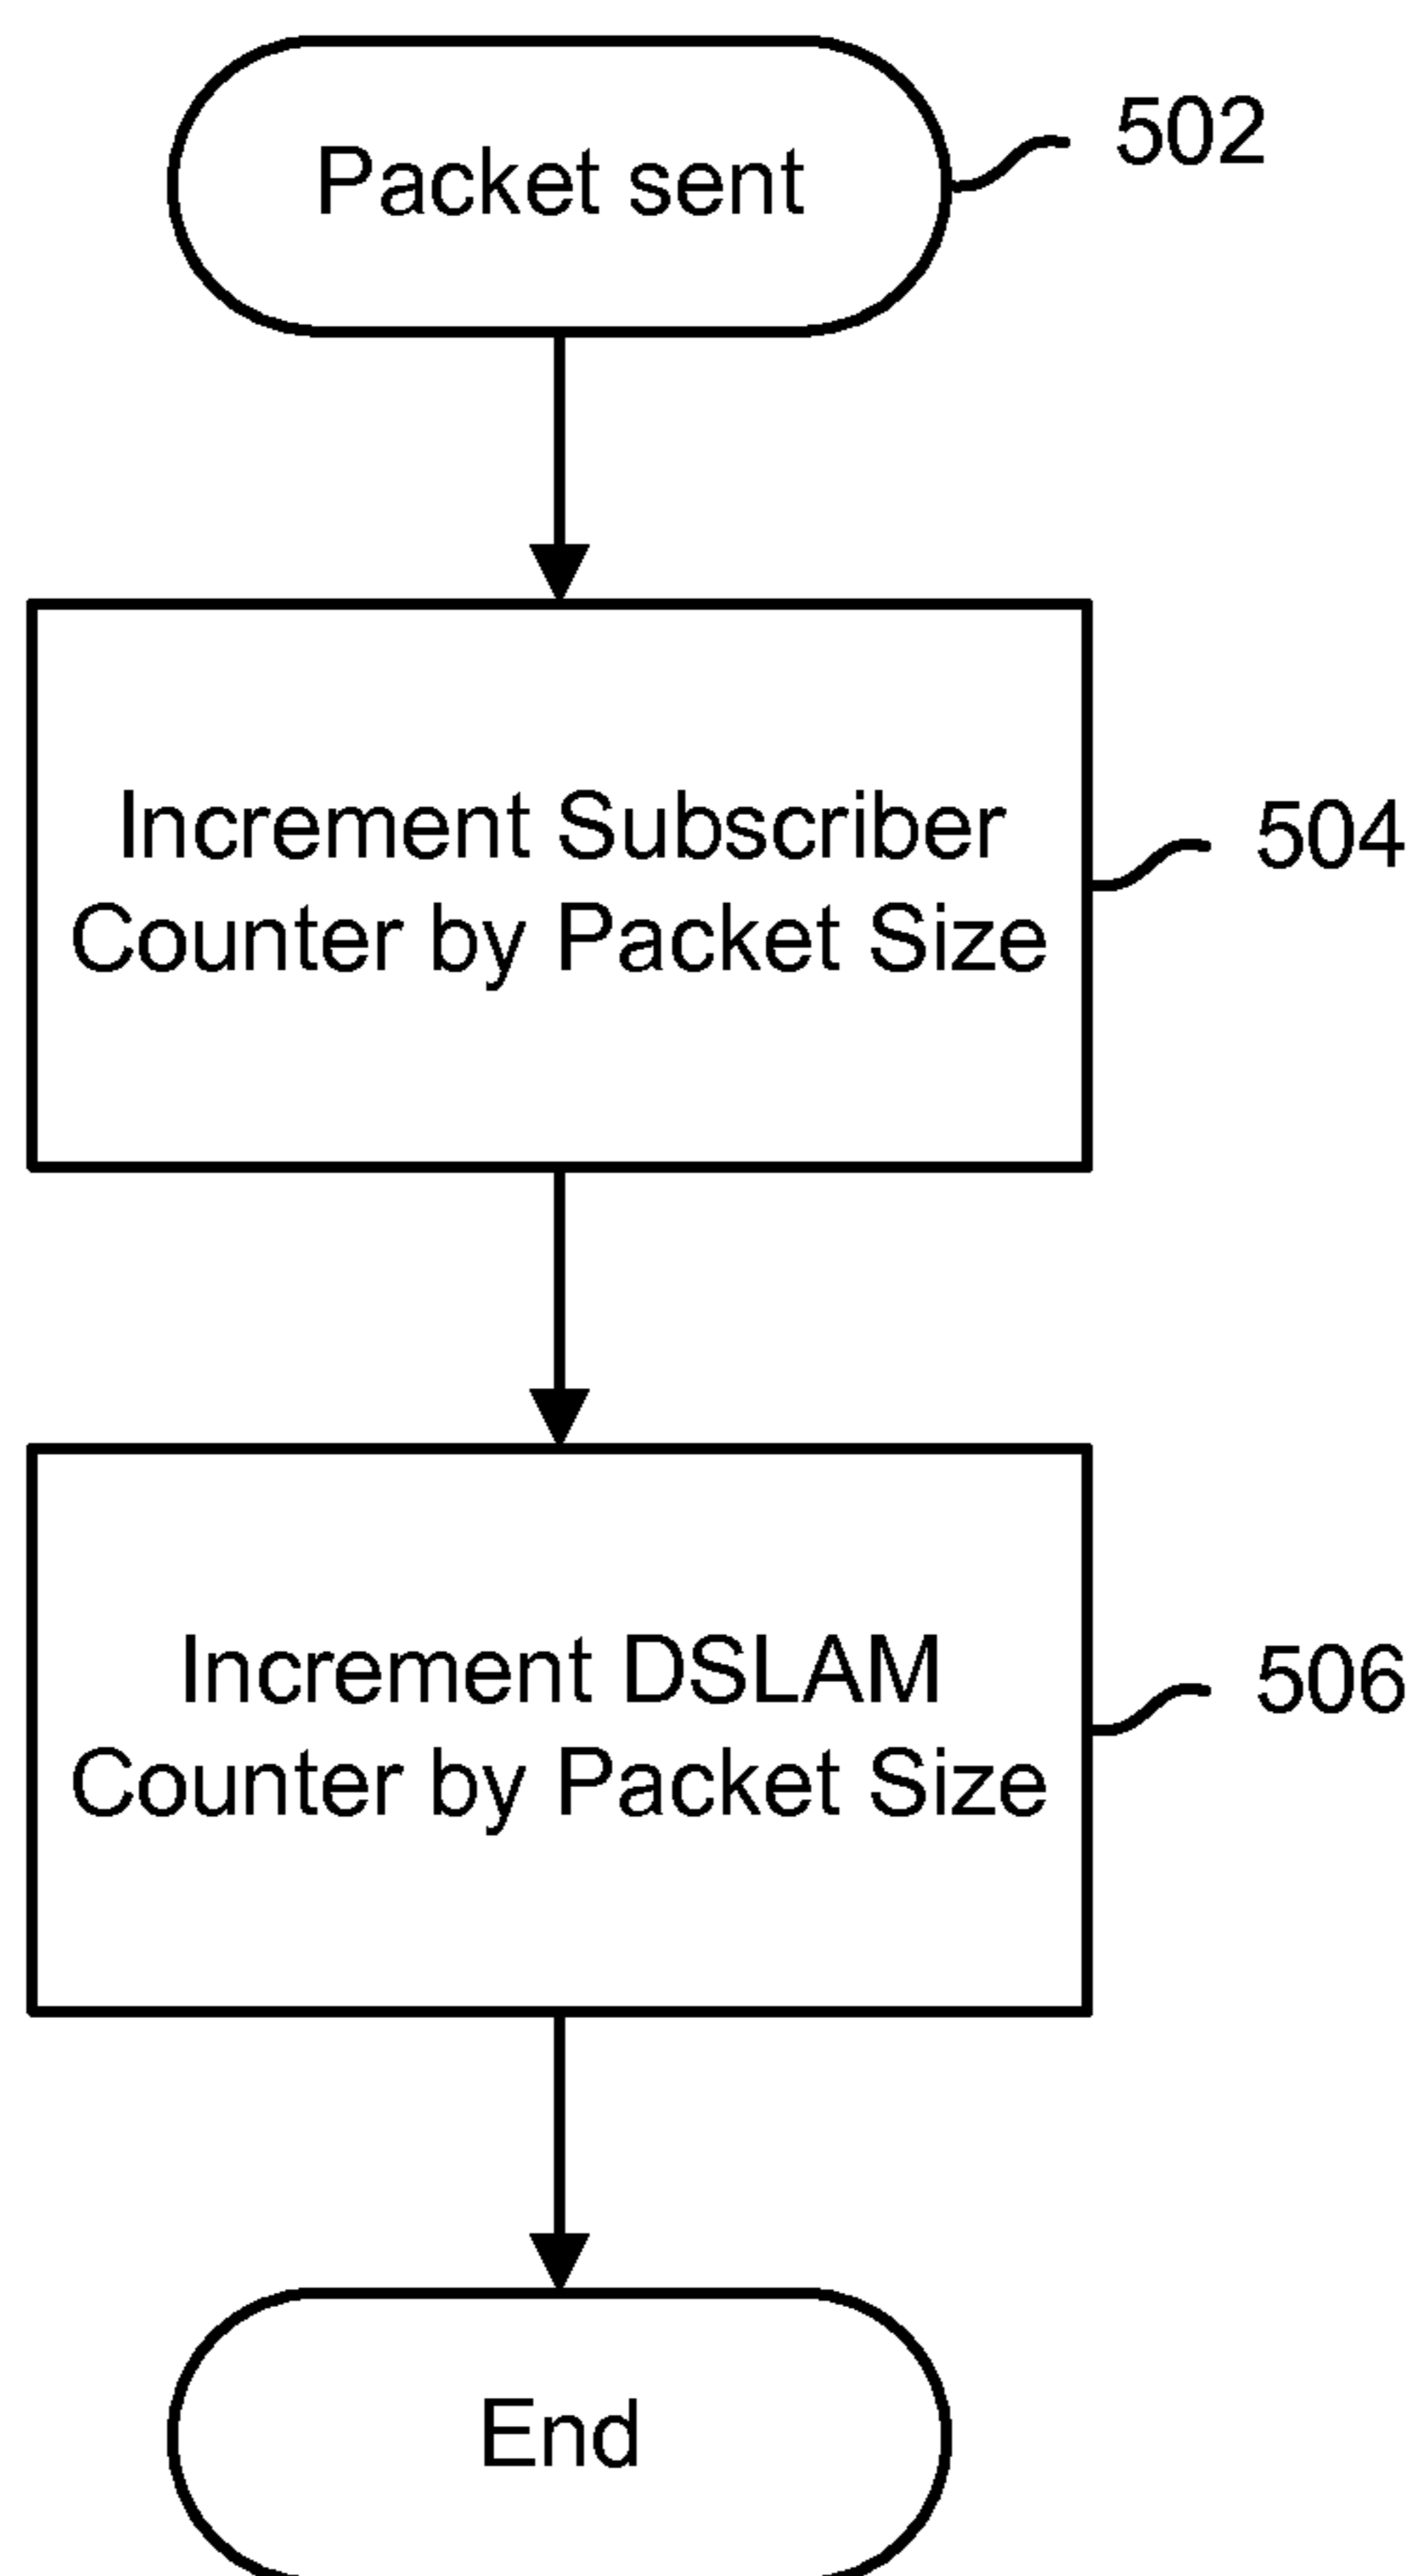 Packet sent
502
Increment Subscriber
Counter by Packet Size
504
Increment DSLAM
Counter by Packet Size
506
End